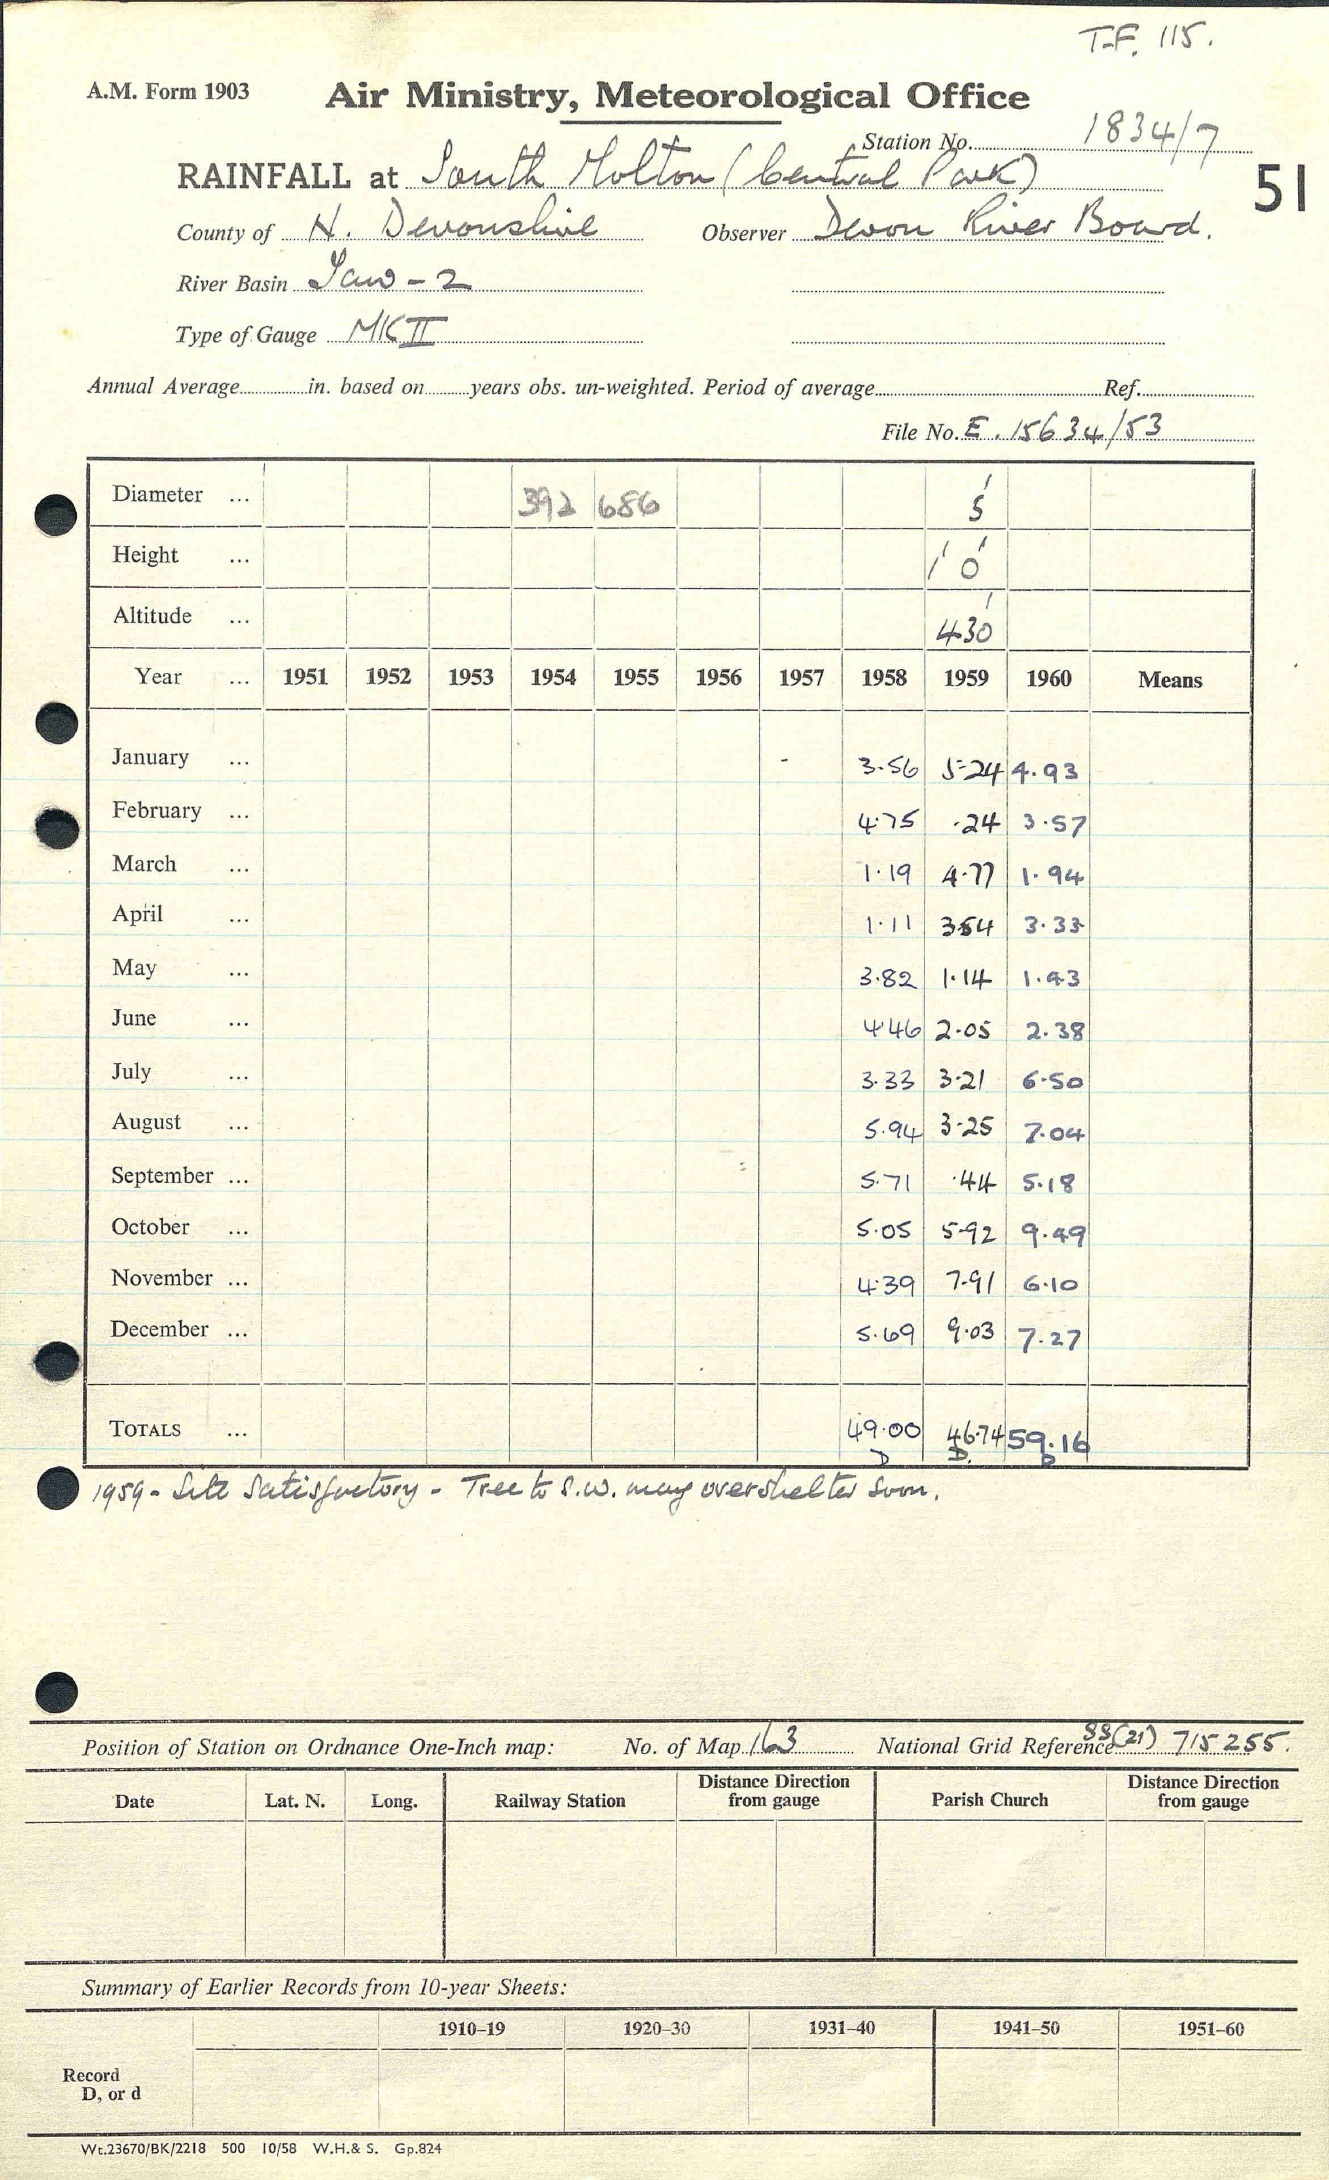 T.F. 115.
A.M. Form 1903 Air Ministry, Meteorological Office
Station No. 1834/7
RAINFALL at South Molton (Central Park) 51
County of N. Devonshire Observer Devon River Board.
River Basin Taw - 2
Type of Gauge MK II
Annual Average in. based on years obs. un-weighted. Period of average Ref.
File No. E. 15634/53
Diameter ... 392 686 5
Height ... 1' 0'
Altitude ... 430'
Year ... 1951 1952 1953 1954 1955 1956 1957 1958 1959 1960 Means
January ... - 3.56 5.24 4.93
February ... 4.75 .24 3.57
March ... 1.19 4.77 1.94
April ... 1.11 3.54 3.33
May ... 3.82 1.14 1.43
June ... 4.46 2.05 2.38
July ... 3.33 3.21 6.50
August ... 5.94 3.25 7.04
September ... 5.71 .44 5.18
October ... 5.05 5.92 9.49
November ... 4.39 7.91 6.10
December ... 5.69 9.03 7.27
TOTALS ... 49.00 46.74 59.16
D D. D
1959 - Site Satisfactory - Tree to S.W. may overshelter soon.
Position of Station on Ordnance One-Inch map: No. of Map 163 National Grid Reference SS(21) 715255.
Date Lat. N. Long. Railway Station Distance Direction from gauge Parish Church Distance Direction from gauge
Summary of Earlier Records from 10-year Sheets:
1910–19 1920–30 1931–40 1941–50 1951–60
Record
D, or d
Wt.23670/BK/2218 500 10/58 W.H.& S. Gp.824